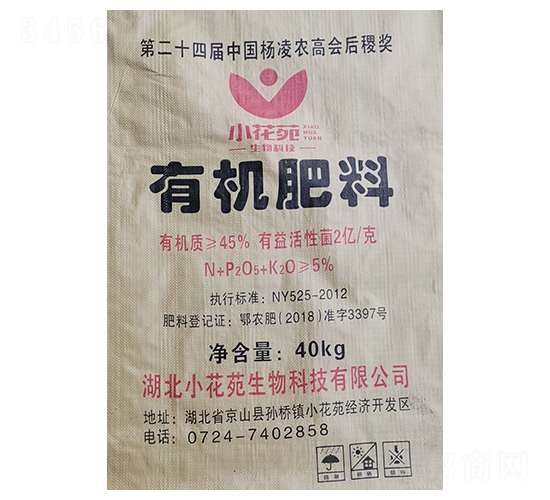 第二十四届中国杨凌农高会后稷奖
小花苑
XIAO
HUA
YUAN
生物科技
有机肥料
有机质≥45% 有益活性菌2亿/克
N+P2O5+K2O≥5%
执行标准：NY525-2012
肥料登记证：鄂农肥(2018)准字3397号
净含量：40kg
湖北小花苑生物科技有限公司
地址：湖北省京山县孙桥镇小花苑经济开发区
电话：0724-7402858